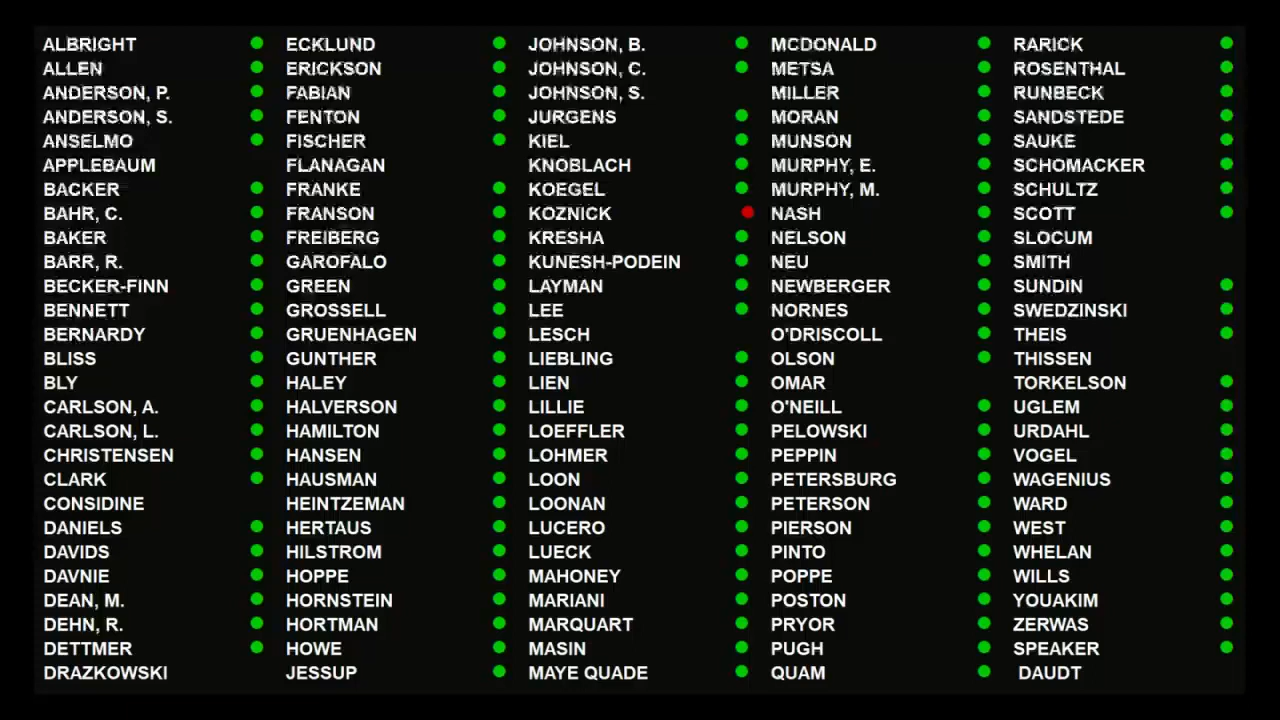 ALBRIGHT
ALLEN
ANDERSON, P.
ANDERSON, S.
ANSELMO
APPLEBAUM
BACKER
BAHR, C.
BAKER
BARR, R.
BECKER-FINN
BENNETT
BERNARDY
BLISS
BLY
CARLSON, A.
CARLSON, L.
CHRISTENSEN
CLARK
CONSIDINE
DANIELS
DAVIDS
DAVNIE
DEAN, M.
DEHN, R.
DETTMER
DRAZKOWSKI
ECKLUND
ERICKSON
FABIAN
FENTON
FISCHER
FLANAGAN
FRANKE
FRANSON
FREIBERG
GAROFALO
GREEN
GROSSELL
GRUENHAGEN
GUNTHER
HALEY
HALVERSON
HAMILTON
HANSEN
HAUSMAN
HEINTZEMAN
HERTAUS
HILSTROM
HOPPE
HORNSTEIN
HORTMAN
HOWE
JESSUP
JOHNSON, B.
JOHNSON, C.
JOHNSON, S.
JURGENS
KIEL
KNOBLACH
KOEGEL
KOZNICK
KRESHA
KUNESH-PODEIN
LAYMAN
LEE
LESCH
LIEBLING
LIEN
LILLIE
LOEFFLER
LOHMER
LOON
LOONAN
LUCERO
LUECK
MAHONEY
MARIANI
MARQUART
MASIN
MAYE QUADE
MCDONALD
METSA
MILLER
MORAN
MUNSON
MURPHY, E.
MURPHY, M.
NASH
NELSON
NEU
NEWBERGER
NORNES
O'DRISCOLL
OLSON
OMAR
O'NEILL
PELOWSKI
PEPPIN
PETERSBURG
PETERSON
PIERSON
PINTO
POPPE
POSTON
PRYOR
PUGH
QUAM
RARICK
ROSENTHAL
RUNBECK
SANDSTEDE
SAUKE
SCHOMACKER
SCHULTZ
SCOTT
SLOCUM
SMITH
SUNDIN
SWEDZINSKI
THEIS
THISSEN
TORKELSON
UGLEM
URDAHL
VOGEL
WAGENIUS
WARD
WEST
WHELAN
WILLS
YOUAKIM
ZERWAS
SPEAKER
DAUDT